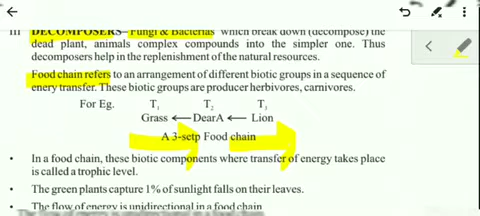 III DECOMPOSERS– Fungi & Bacterias which break down (decompose) the
dead plant, animals complex compounds into the simpler one. Thus
decomposers help in the replenishment of the natural resources.
Food chain refers to an arrangement of different biotic groups in a sequence of
enery transfer. These biotic groups are producer herbivores, carnivores.
For Eg. T1 T2 T3
Grass ← DearA ← Lion
A 3-setp Food chain
• In a food chain, these biotic components where transfer of energy takes place
is called a trophic level.
• The green plants capture 1% of sunlight falls on their leaves.
• The flow of energy is unidirectional in a food chain